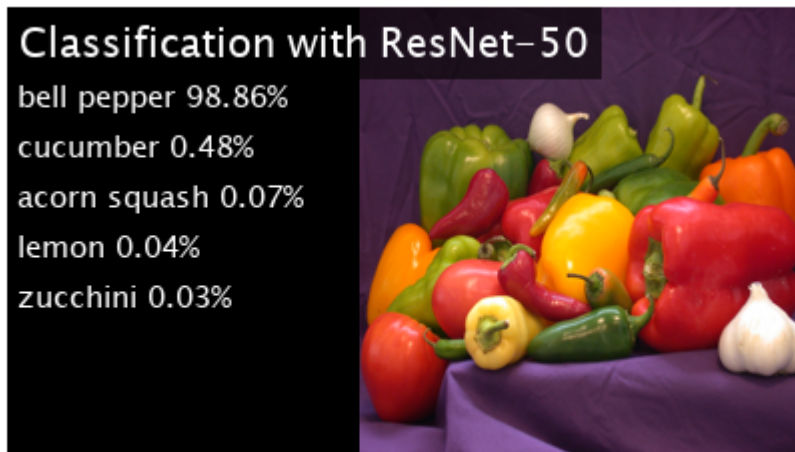 Classification with ResNet-50
bell pepper 98.86%
cucumber 0.48%
acorn squash 0.07%
lemon 0.04%
zucchini 0.03%